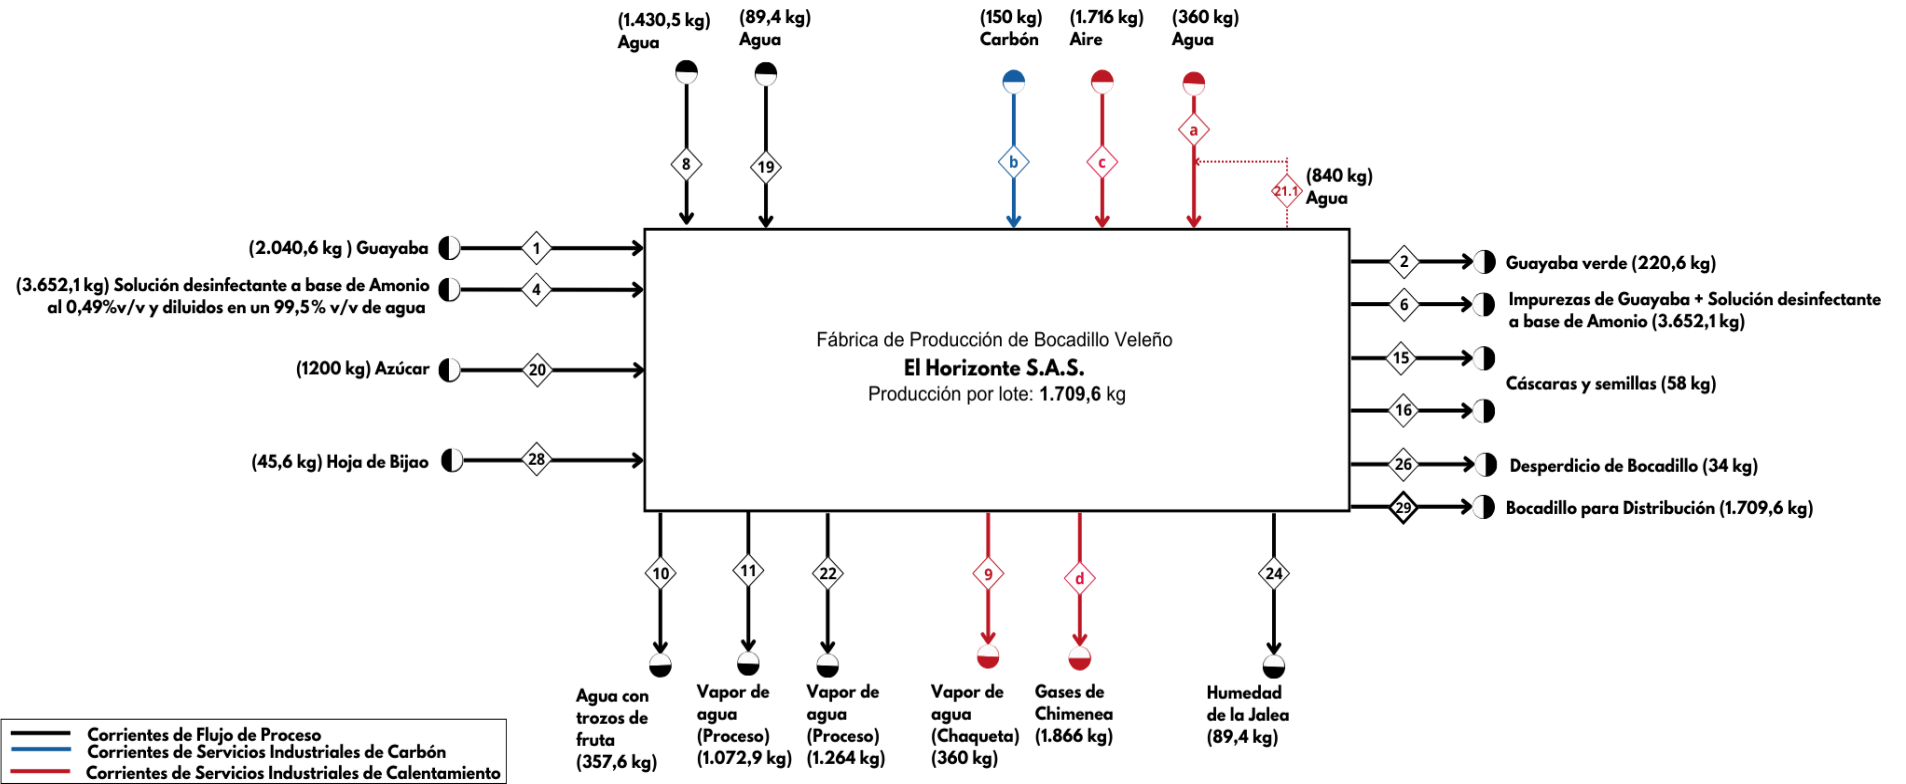 (1.430,5 kg)
Agua
(89,4 kg)
Agua
(150 kg)
Carbón
(1.716 kg)
Aire
(360 kg)
Agua
8
19
b
c
a
21.1
(840 kg)
Agua
(2.040,6 kg ) Guayaba
1
(3.652,1 kg) Solución desinfectante a base de Amonio
al 0,49%v/v y diluidos en un 99,5% v/v de agua
4
(1200 kg) Azúcar
20
(45,6 kg) Hoja de Bijao
28
Fábrica de Producción de Bocadillo Veleño
El Horizonte S.A.S.
Producción por lote: 1.709,6 kg
2
Guayaba verde (220,6 kg)
6
Impurezas de Guayaba + Solución desinfectante
a base de Amonio (3.652,1 kg)
15
Cáscaras y semillas (58 kg)
16
26
Desperdicio de Bocadillo (34 kg)
29
Bocadillo para Distribución (1.709,6 kg)
10
11
22
9
d
24
Agua con
trozos de
fruta
(357,6 kg)
Vapor de
agua
(Proceso)
(1.072,9 kg)
Vapor de
agua
(Proceso)
(1.264 kg)
Vapor de
agua
(Chaqueta)
(360 kg)
Gases de
Chimenea
(1.866 kg)
Humedad
de la Jalea
(89,4 kg)
Corrientes de Flujo de Proceso
Corrientes de Servicios Industriales de Carbón
Corrientes de Servicios Industriales de Calentamiento